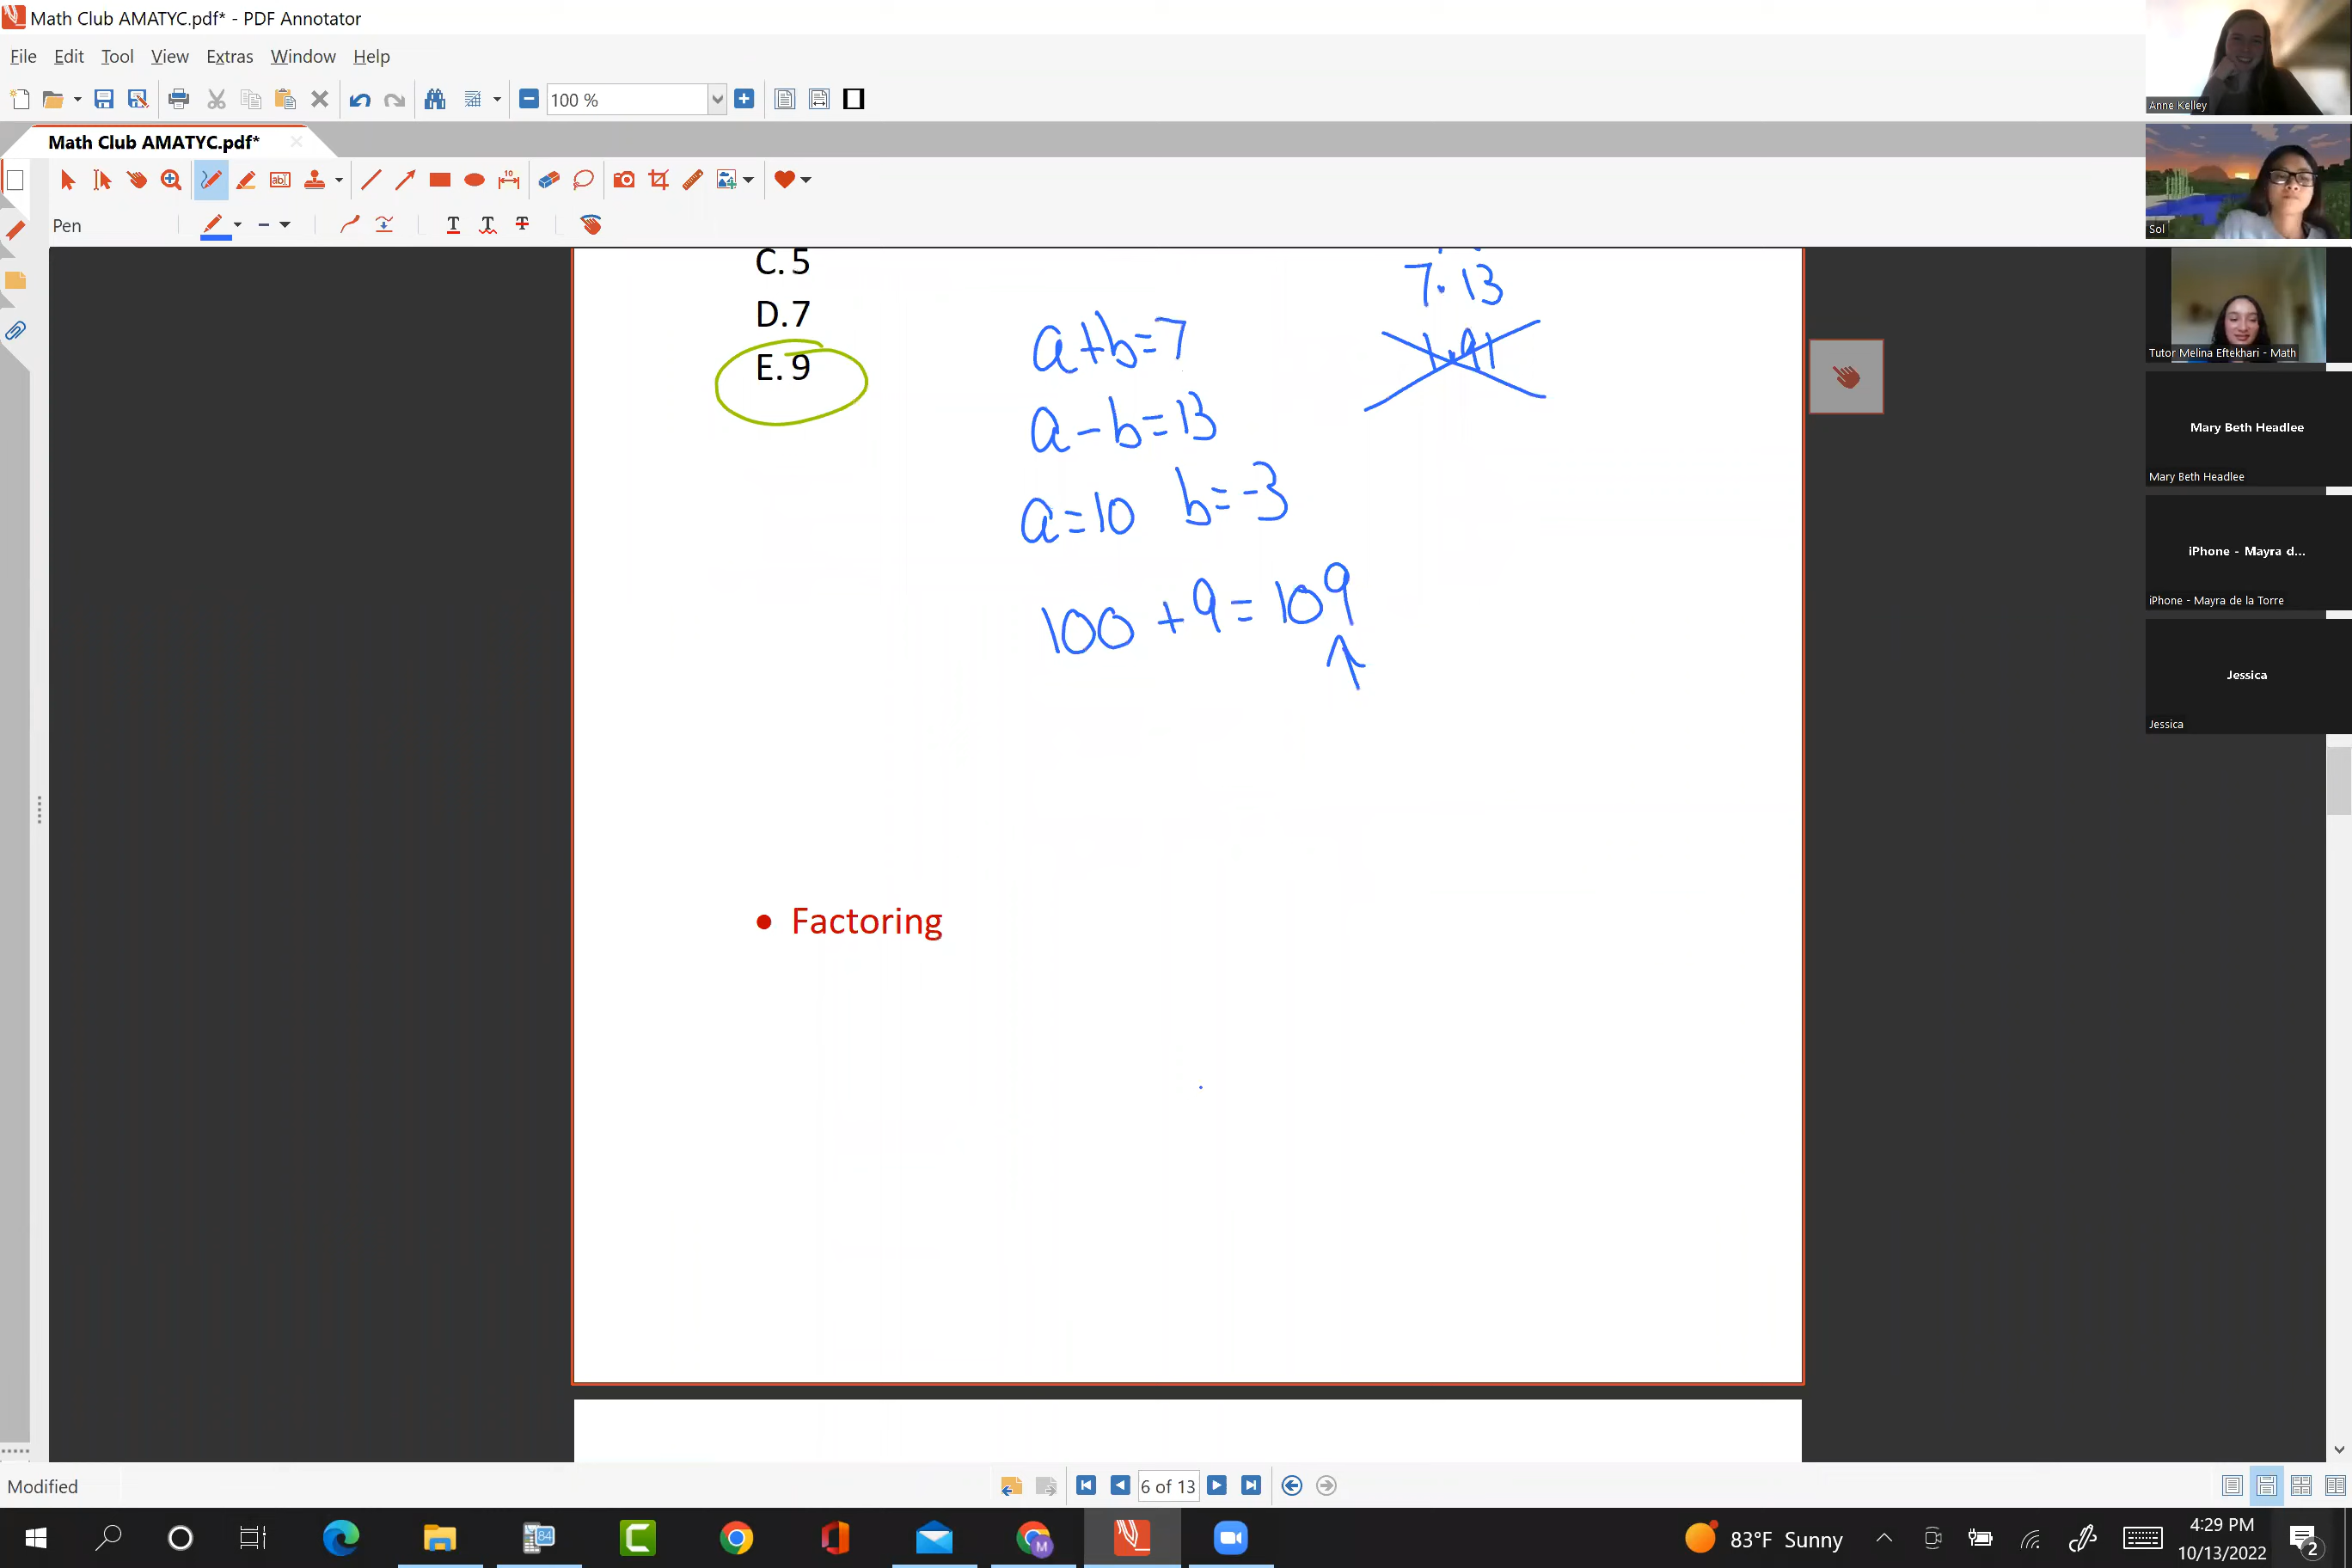 Math Club AMATYC.pdf* - PDF Annotator
File Edit Tool View Extras Window Help
100 %
Math Club AMATYC.pdf*
Pen
C. 5
D. 7
E. 9
7·13
1·91
a+b=7
a-b=13
a=10 b=-3
100 +9=109
• Factoring
Anne Kelley
Sol
Tutor Melina Eftekhari - Math
Mary Beth Headlee
Mary Beth Headlee
iPhone - Mayra d...
iPhone - Mayra de la Torre
Jessica
Jessica
Modified
6 of 13
84
M
83°F Sunny
4:29 PM
10/13/2022
2